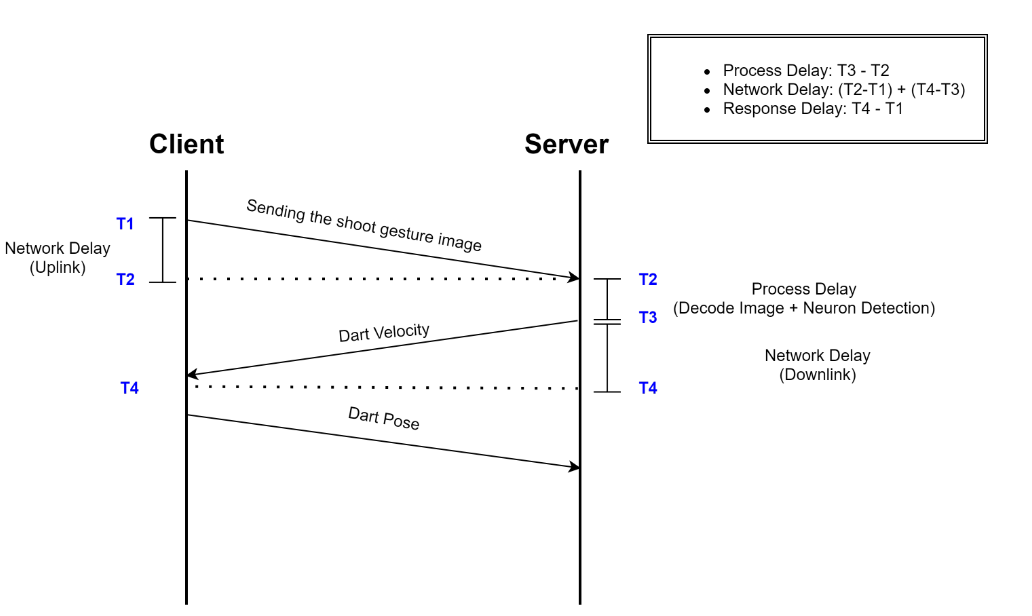 • Process Delay: T3 - T2
• Network Delay: (T2-T1) + (T4-T3)
• Response Delay: T4 - T1
Client
Server
Sending the shoot gesture image
T1
Network Delay
(Uplink)
T2
T2
Process Delay
(Decode Image + Neuron Detection)
T3
Dart Velocity
Network Delay
(Downlink)
T4
T4
Dart Pose